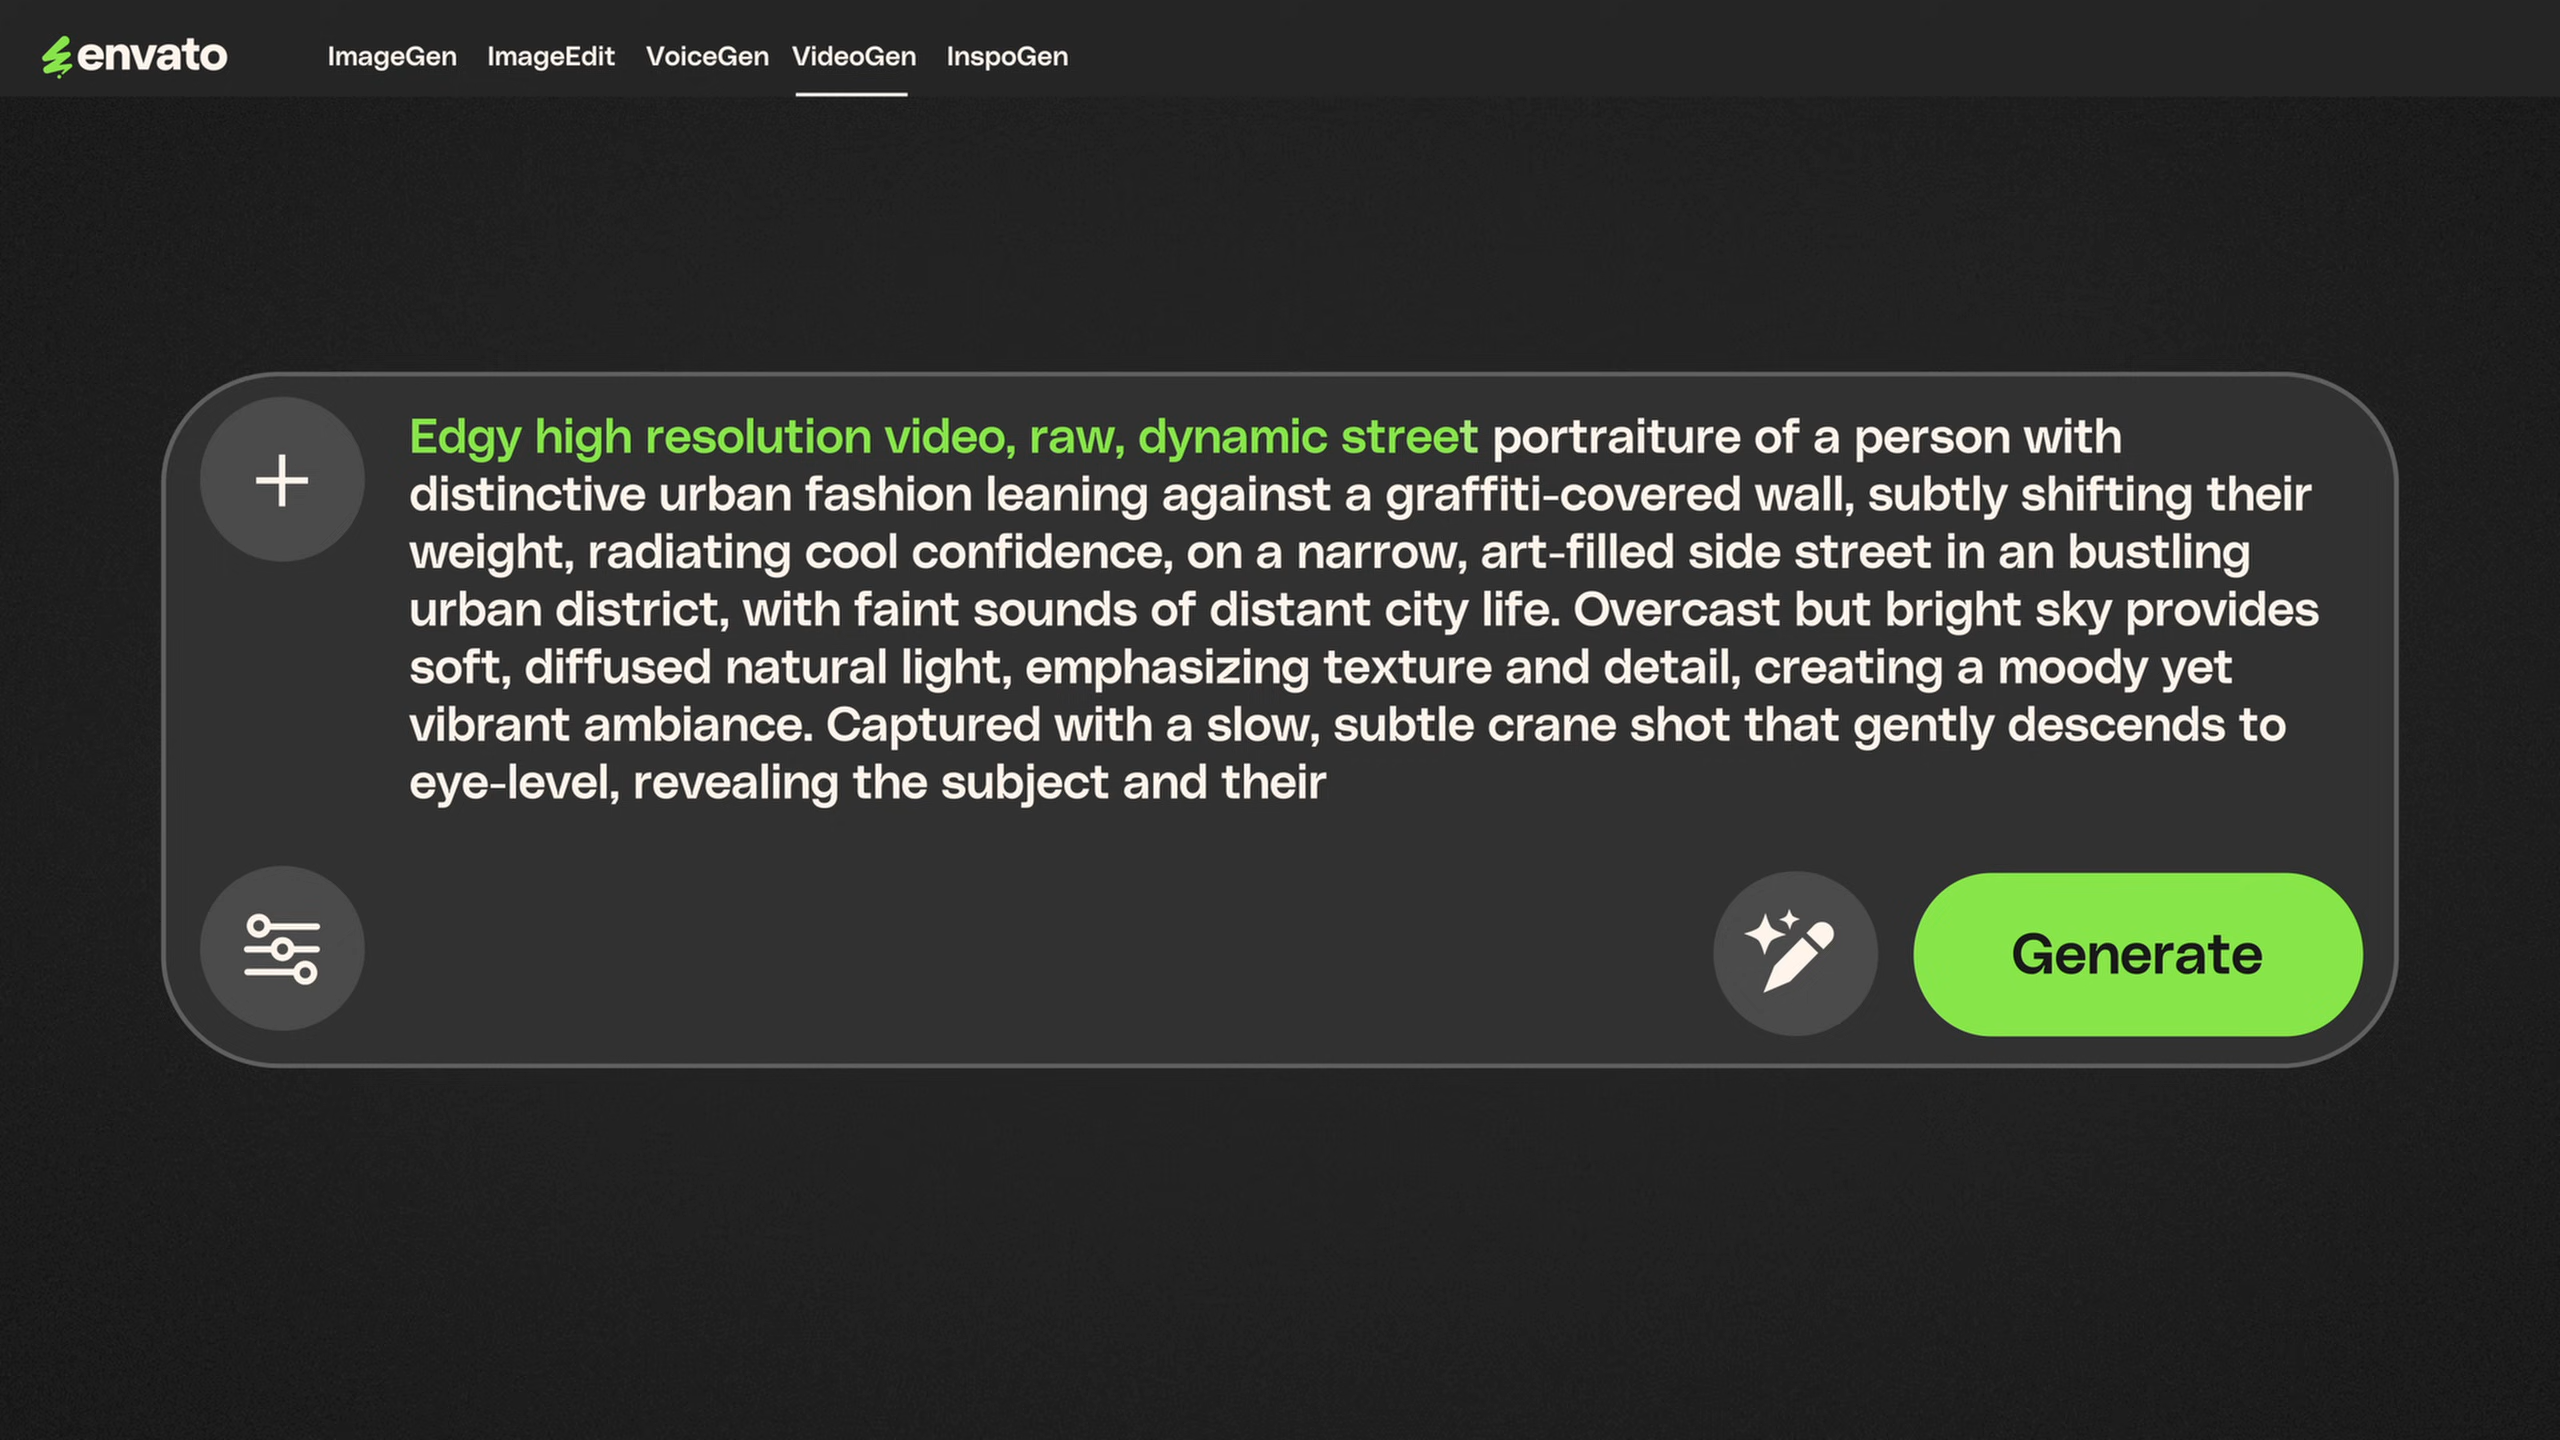 envato
ImageGen ImageEdit VoiceGen VideoGen InspoGen
Edgy high resolution video, raw, dynamic street portraiture of a person with
distinctive urban fashion leaning against a graffiti-covered wall, subtly shifting their
weight, radiating cool confidence, on a narrow, art-filled side street in an bustling
urban district, with faint sounds of distant city life. Overcast but bright sky provides
soft, diffused natural light, emphasizing texture and detail, creating a moody yet
vibrant ambiance. Captured with a slow, subtle crane shot that gently descends to
eye-level, revealing the subject and their
Generate